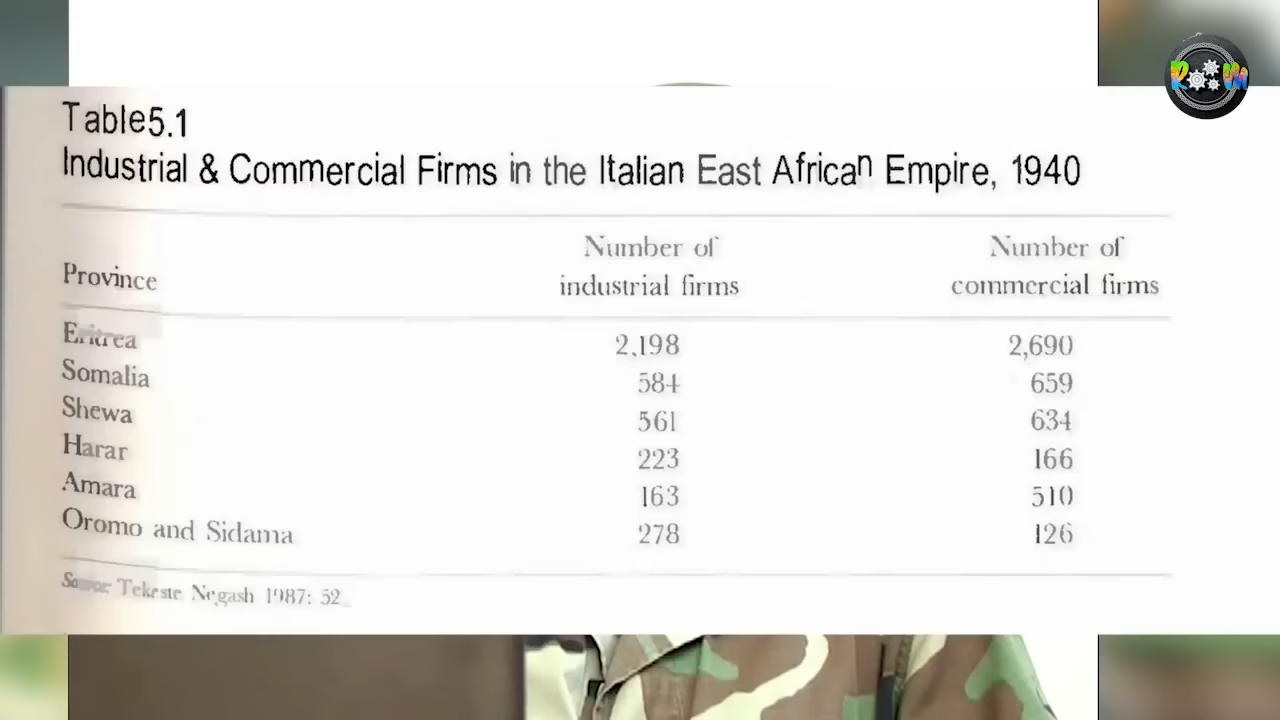 Table5.1
Industrial & Commercial Firms in the Italian East African Empire, 1940
Province Number of industrial firms Number of commercial firms
Eritrea 2,198 2,690
Somalia 584 659
Shewa 561 634
Harar 223 166
Amara 163 510
Oromo and Sidama 278 126
Source: Tekeste Negash 1987: 52